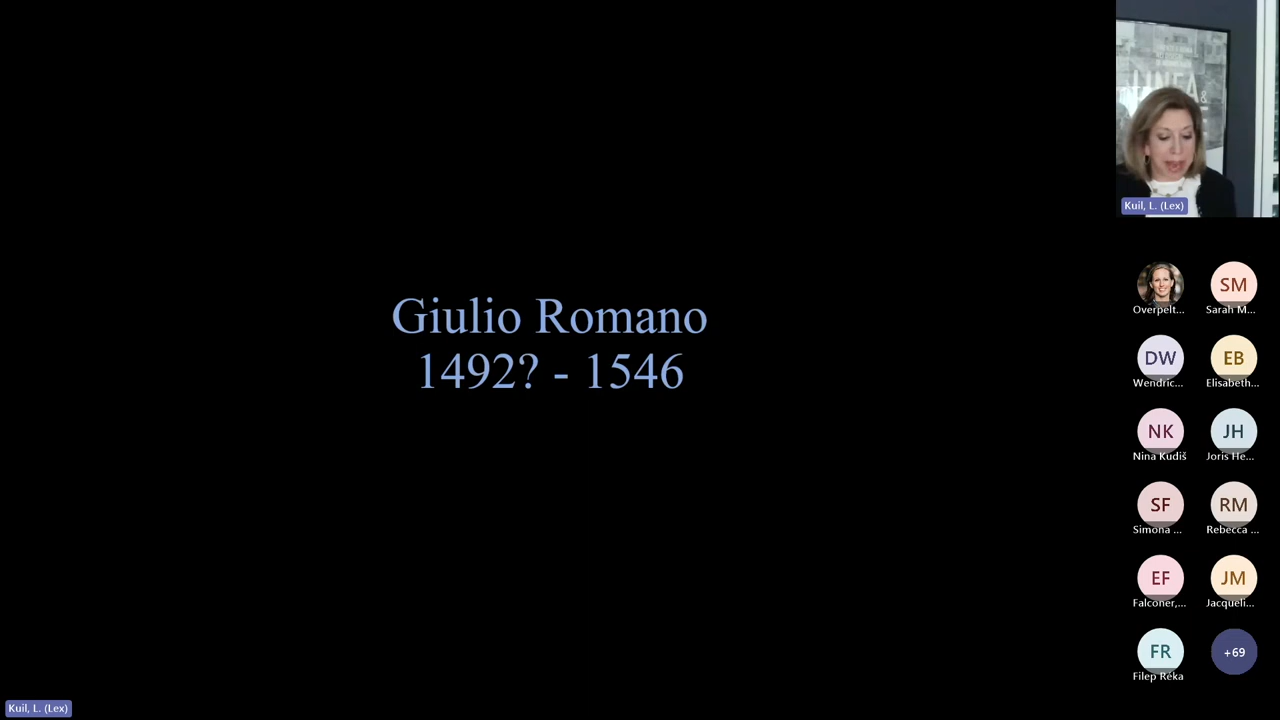 Giulio Romano
1492? - 1546
LINEA &
Kuil, L. (Lex)
Overpelt...
SM
Sarah M...
DW
Wendric...
EB
Elisabeth...
NK
Nina Kudiš
JH
Joris He...
SF
Simona ...
RM
Rebecca ...
EF
Falconer,...
JM
Jacqueli...
FR
Filep Réka
+69
Kuil, L. (Lex)